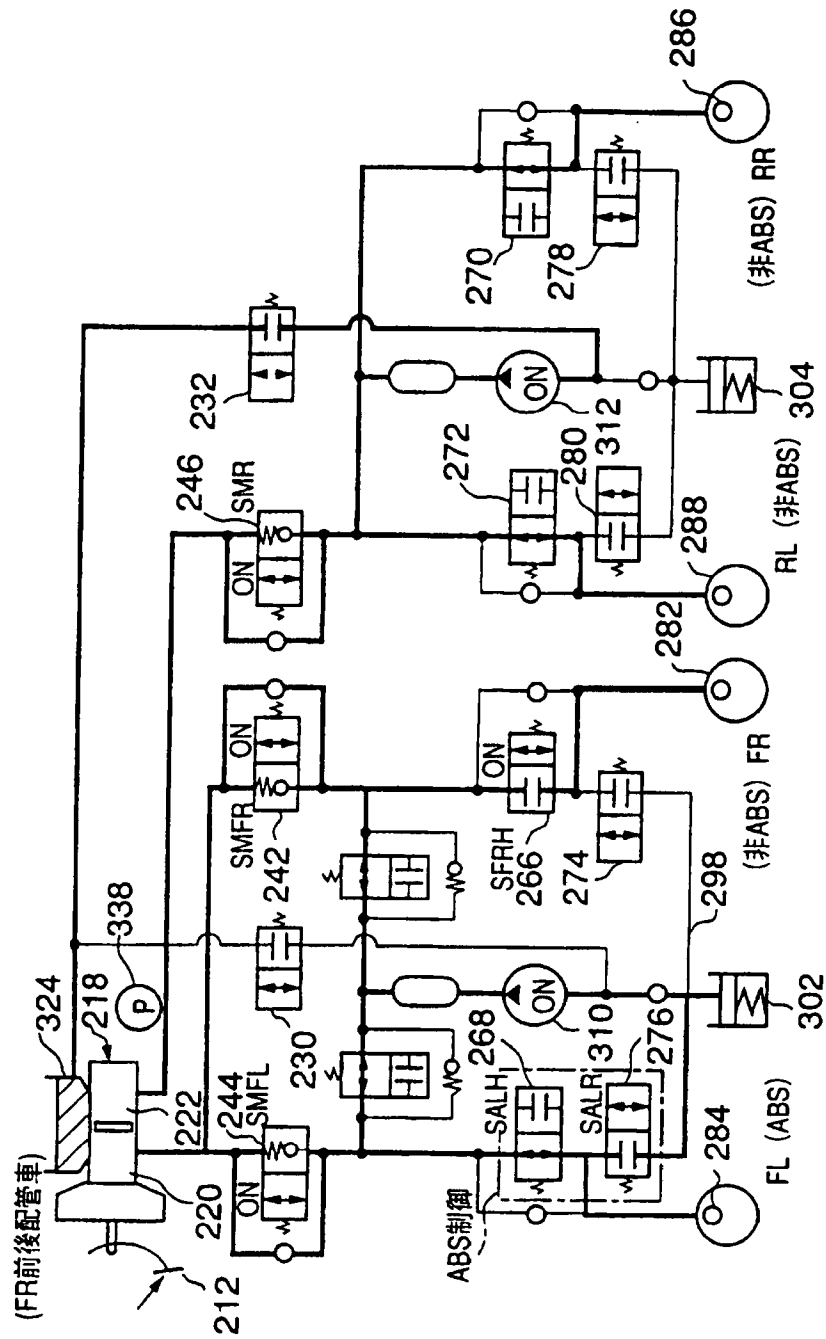 (FR前後配管車)
324
218
338
212
220
222
P
244
SMFL
ON
SMFR
ON
242
246
SMR
ON
232
230
ON
310
268
SALH
SALR
276
ABS制御
284
FL (ABS)
302
298
SFRH
ON
266
274
282
(非ABS) FR
272
280
288
RL (非ABS)
ON
312
304
270
278
286
(非ABS) RR